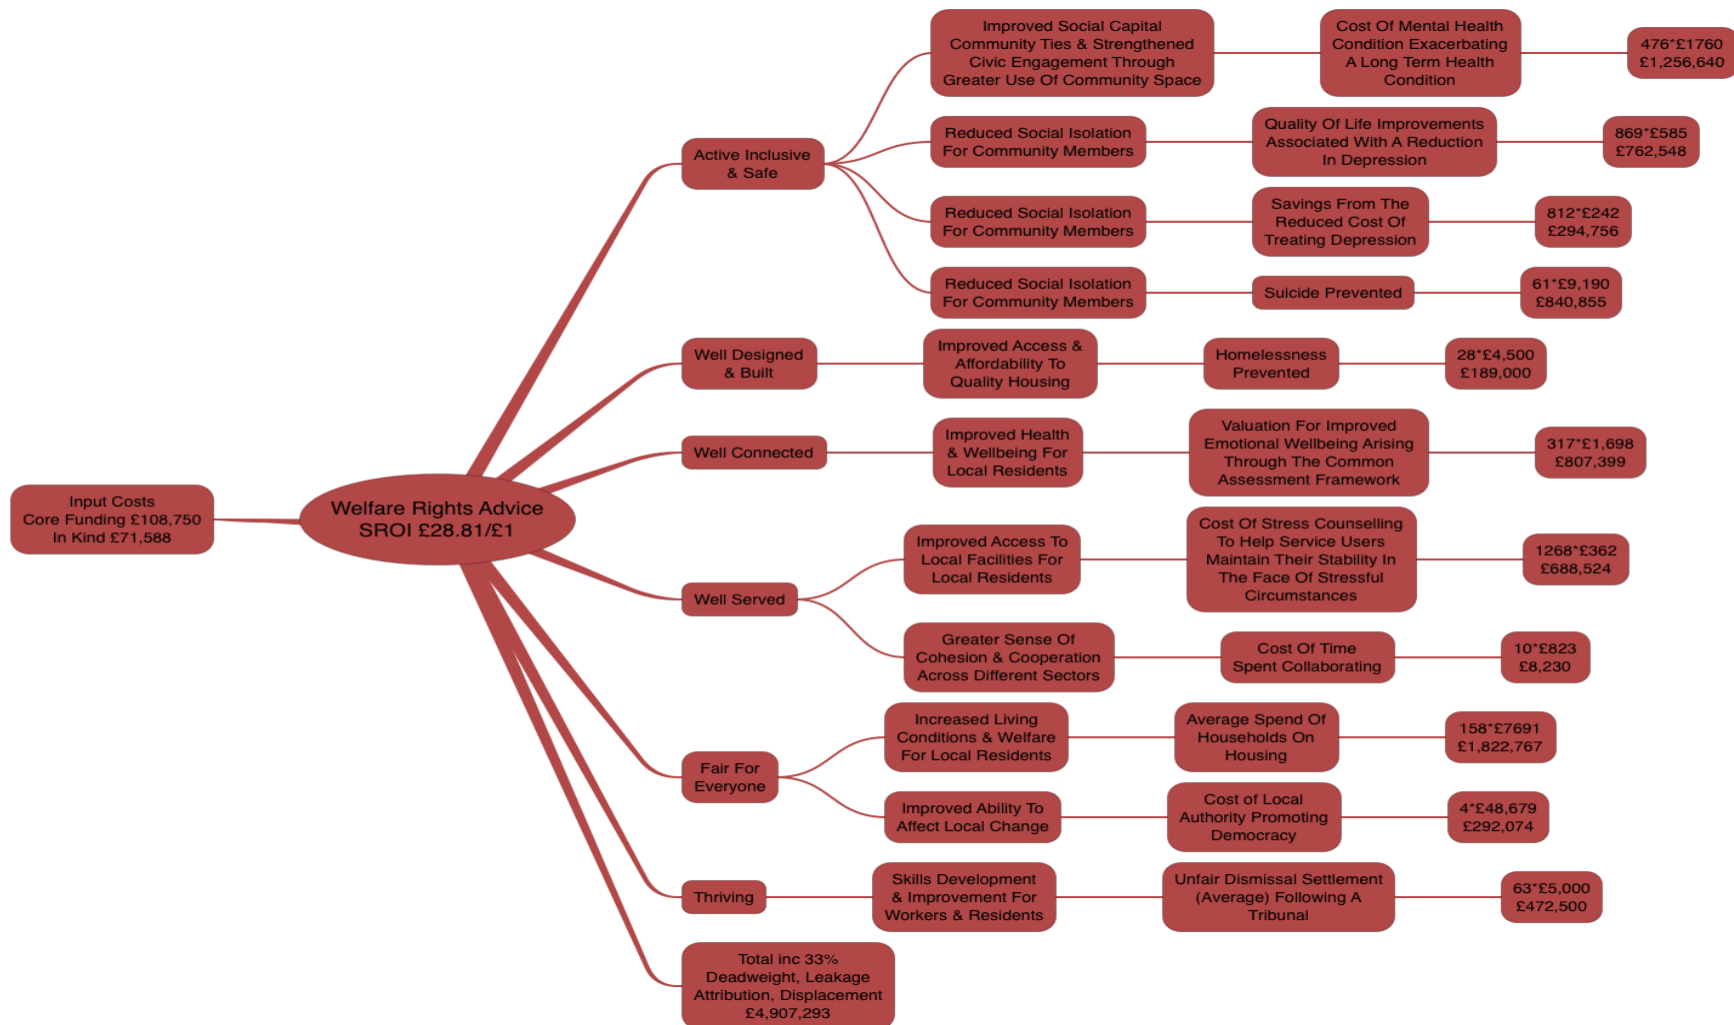 Input Costs
Core Funding £108,750
In Kind £71,588
Welfare Rights Advice
SROI £28.81/£1
Active Inclusive
& Safe
Improved Social Capital
Community Ties & Strengthened
Civic Engagement Through
Greater Use Of Community Space
Cost Of Mental Health
Condition Exacerbating
A Long Term Health
Condition
476*£1760
£1,256,640
Reduced Social Isolation
For Community Members
Quality Of Life Improvements
Associated With A Reduction
In Depression
869*£585
£762,548
Reduced Social Isolation
For Community Members
Savings From The
Reduced Cost Of
Treating Depression
812*£242
£294,756
Reduced Social Isolation
For Community Members
Suicide Prevented
61*£9,190
£840,855
Well Designed
& Built
Improved Access &
Affordability To
Quality Housing
Homelessness
Prevented
28*£4,500
£189,000
Well Connected
Improved Health
& Wellbeing For
Local Residents
Valuation For Improved
Emotional Wellbeing Arising
Through The Common
Assessment Framework
317*£1,698
£807,399
Well Served
Improved Access To
Local Facilities For
Local Residents
Cost Of Stress Counselling
To Help Service Users
Maintain Their Stability In
The Face Of Stressful
Circumstances
1268*£362
£688,524
Greater Sense Of
Cohesion & Cooperation
Across Different Sectors
Cost Of Time
Spent Collaborating
10*£823
£8,230
Fair For
Everyone
Increased Living
Conditions & Welfare
For Local Residents
Average Spend Of
Households On
Housing
158*£7691
£1,822,767
Improved Ability To
Affect Local Change
Cost of Local
Authority Promoting
Democracy
4*£48,679
£292,074
Thriving
Skills Development
& Improvement For
Workers & Residents
Unfair Dismissal Settlement
(Average) Following A
Tribunal
63*£5,000
£472,500
Total inc 33%
Deadweight, Leakage
Attribution, Displacement
£4,907,293